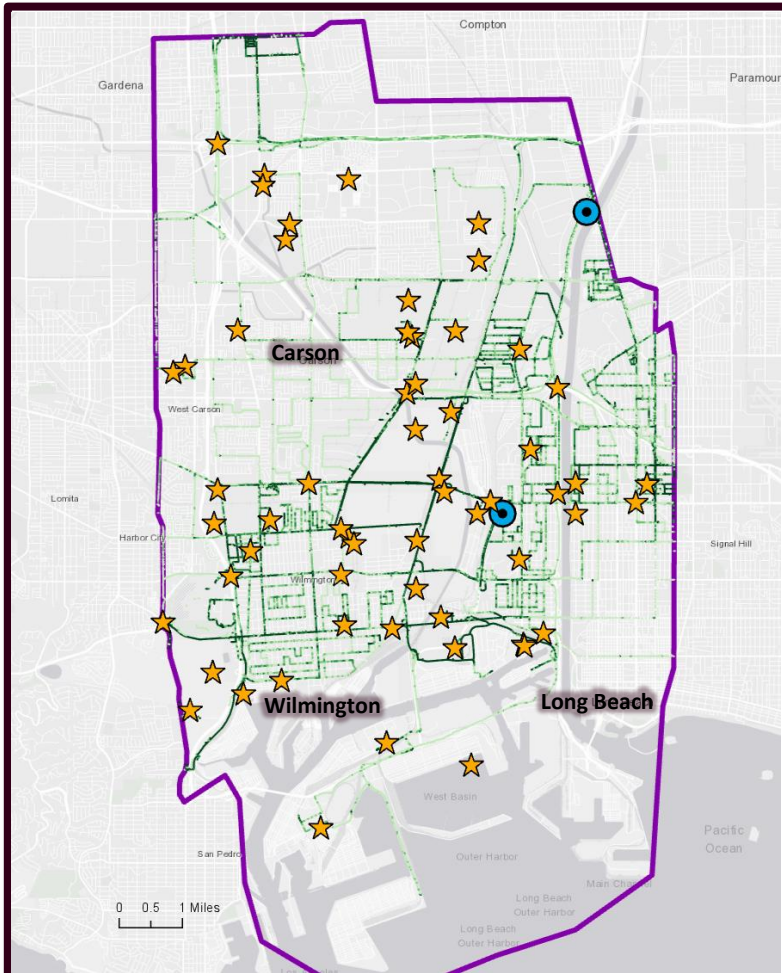 Compton
Gardena
Paramour
Carson
West Carson
Lomita
Harbor City
Signal Hill
Wilmington
Wilmington
Long Beach
West Basin
San Pedro
Pacific
Ocean
Outer Harbor
Main Channel
Long Beach
Outer Harbor
Long Beach
Outer Harbor
0 0.5 1 Miles